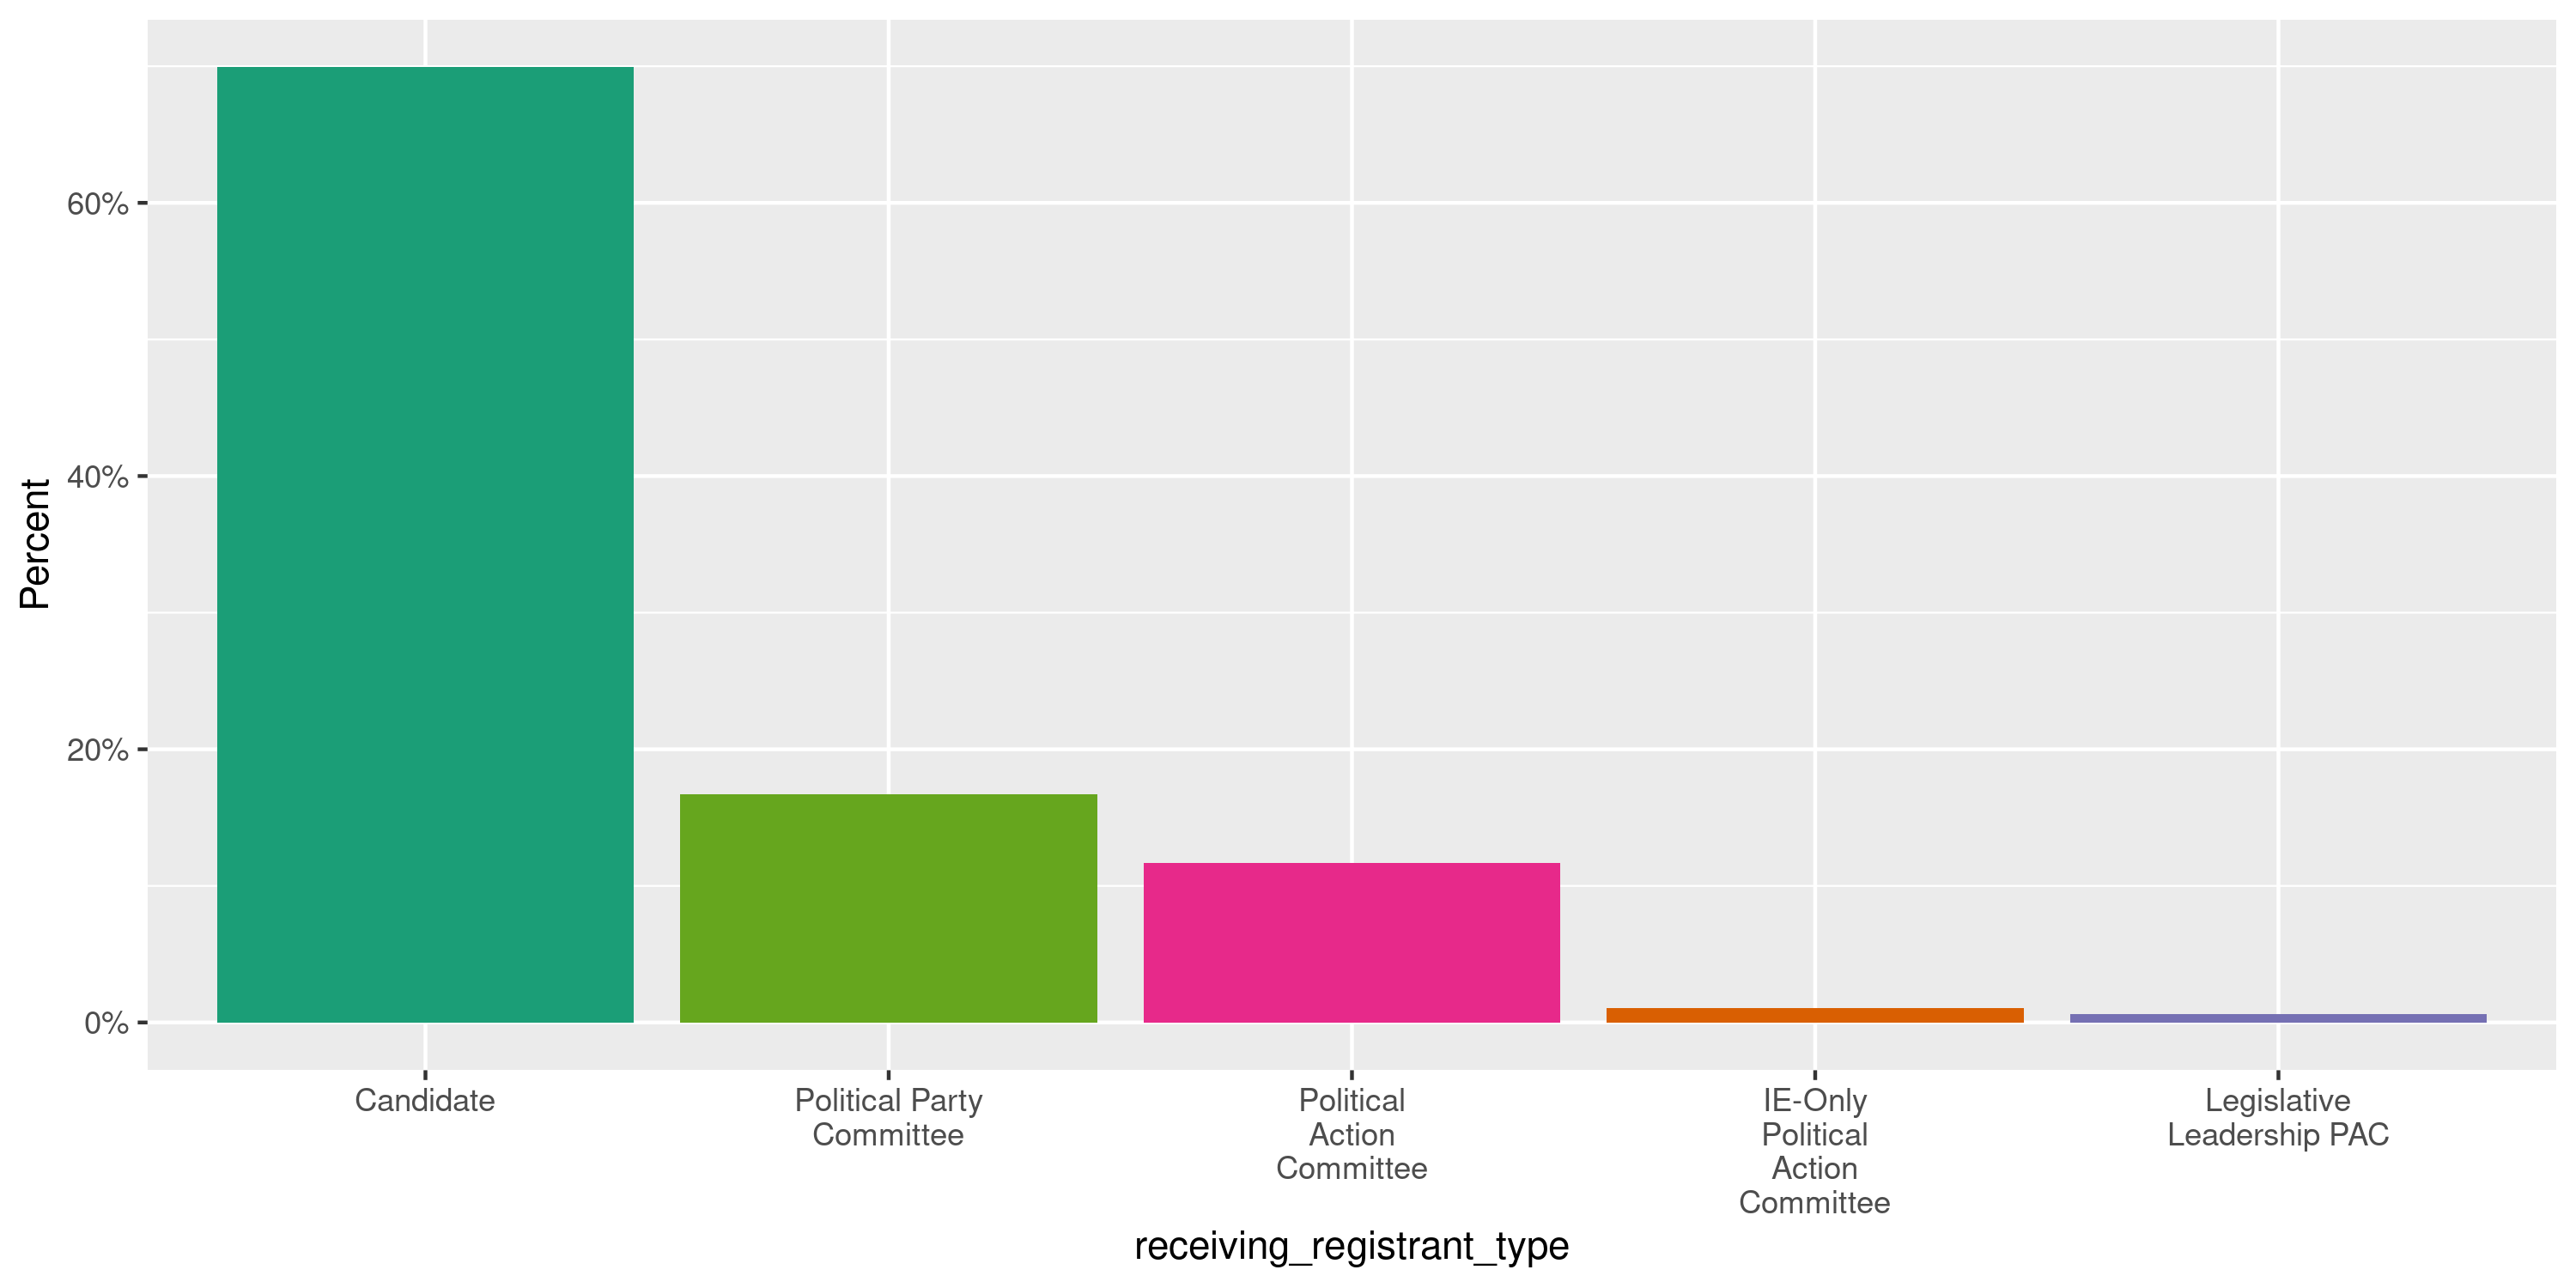 Percent
60%
40%
20%
0%
Candidate
Political Party
Committee
Political
Action
Committee
IE-Only
Political
Action
Committee
Legislative
Leadership PAC
receiving_registrant_type